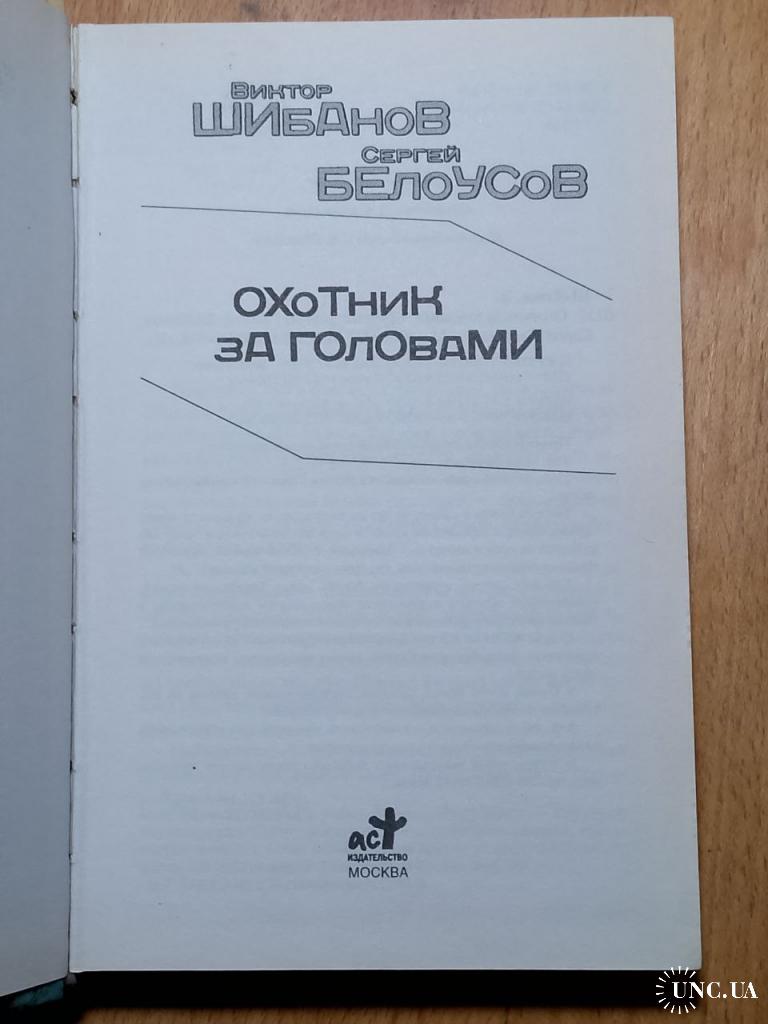 Виктор
ШИБАНОВ
Сергей
БЕЛОУСОВ
ОХОТНИК
ЗА ГОЛОВАМИ
аст
ИЗДАТЕЛЬСТВО
МОСКВА
UNC.UA